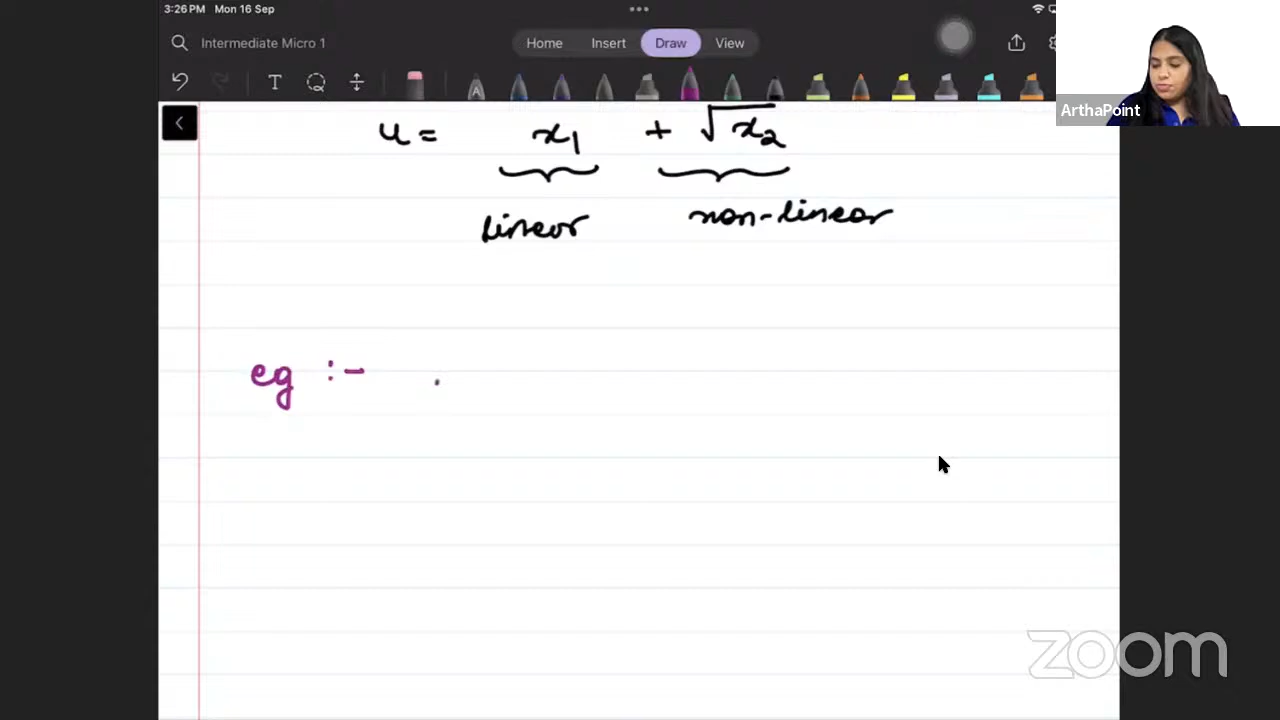 3:26 PM Mon 16 Sep
Intermediate Micro 1
Home Insert Draw View
T
A
ArthaPoint
u = x₁ + √x₂
linear non-linear
eg :-
zoom